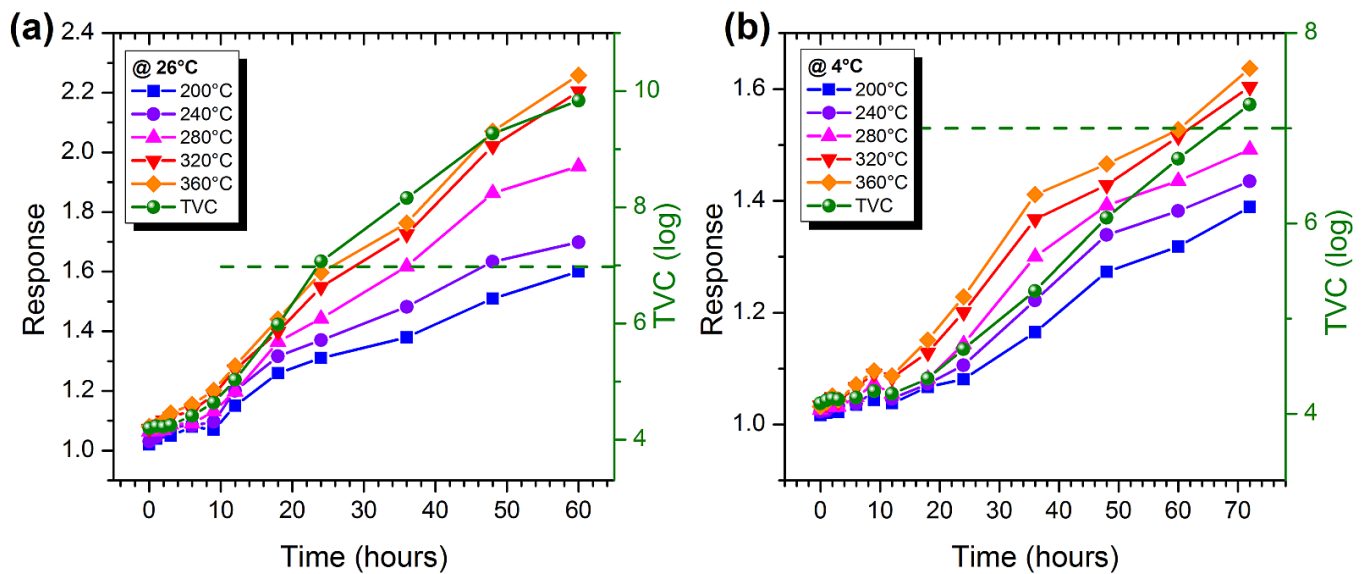 (a)
2.4
2.2
2.0
1.8
1.6
1.4
1.2
1.0
Response
@ 26°C
200°C
240°C
280°C
320°C
360°C
TVC
10
8
6
4
TVC (log)
0 10 20 30 40 50 60
Time (hours)
(b)
1.6
1.4
1.2
1.0
Response
@ 4°C
200°C
240°C
280°C
320°C
360°C
TVC
8
6
4
TVC (log)
0 10 20 30 40 50 60 70
Time (hours)